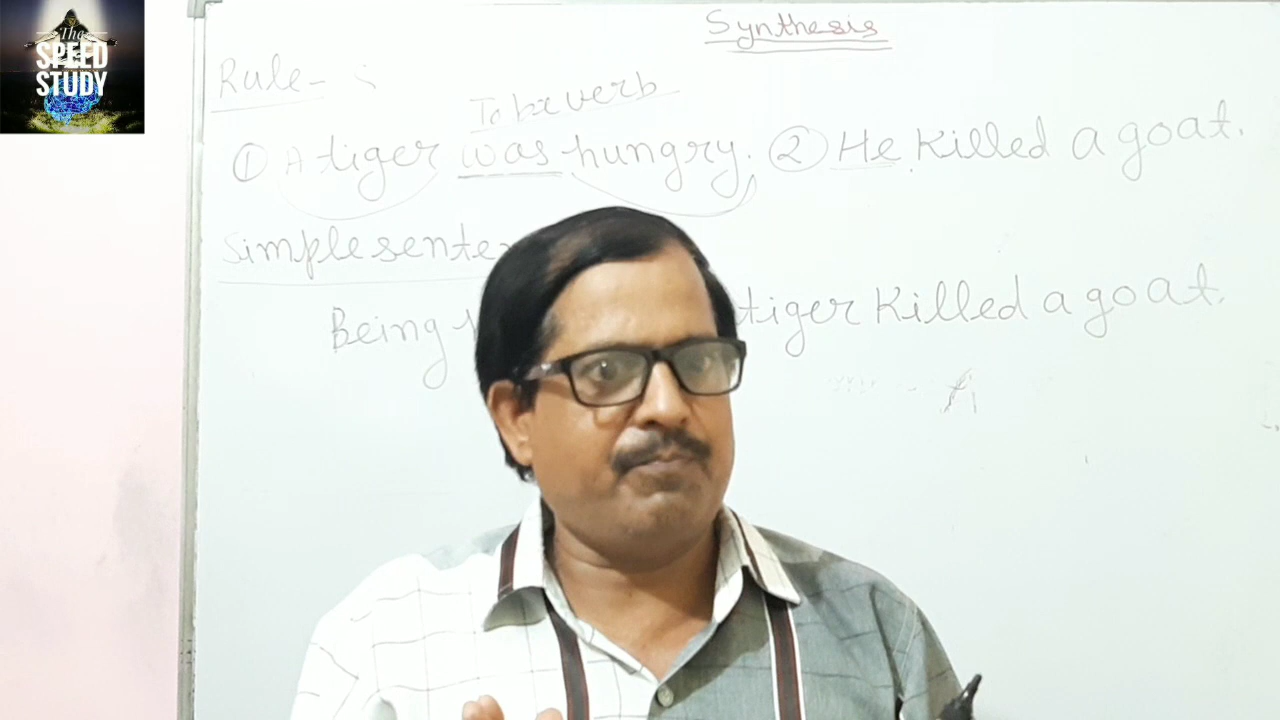 The
SPEED
STUDY
Synthesis
Rule-
To be verb
① A tiger was hungry. ② He killed a goat.
Simple sente
Being tiger killed a goat.
A